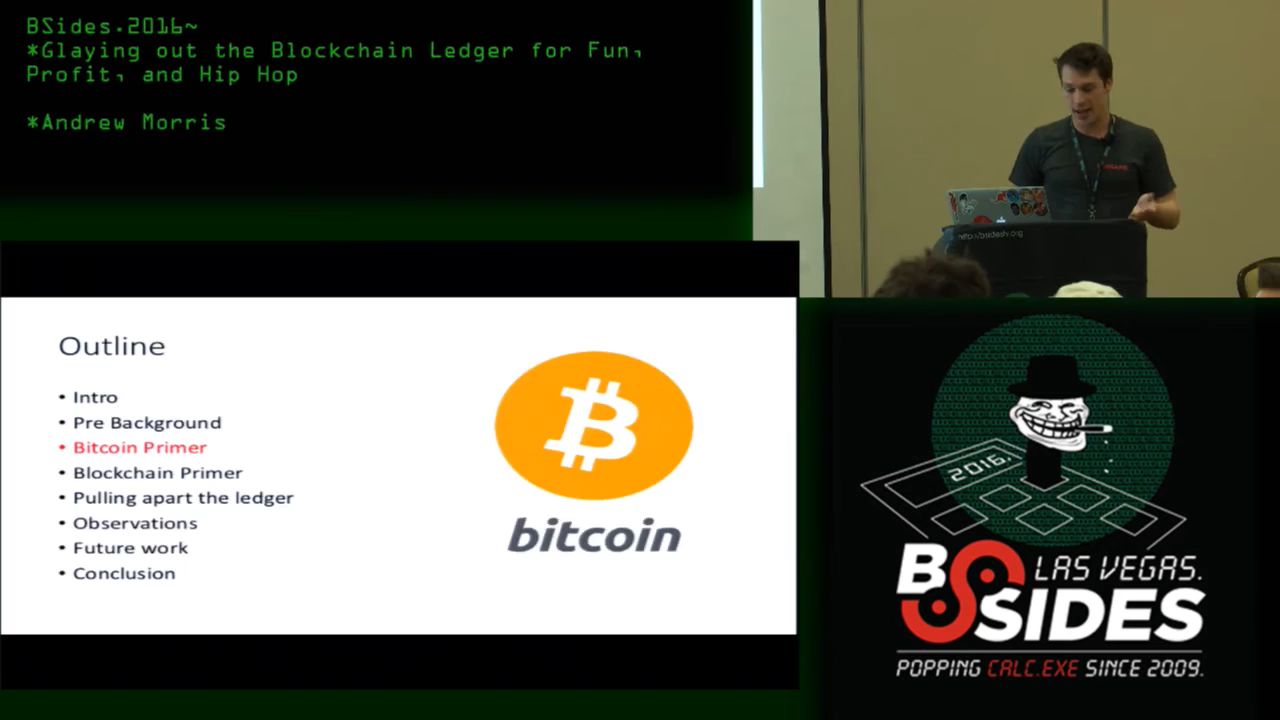 BSides.2016~
*Glaying out the Blockchain Ledger for Fun,
Profit, and Hip Hop
*Andrew Morris
Outline
• Intro
• Pre Background
• Bitcoin Primer
• Blockchain Primer
• Pulling apart the ledger
• Observations
• Future work
• Conclusion
bitcoin
2016.
BSIDES
LAS VEGAS.
POPPING CALC.EXE SINCE 2009.